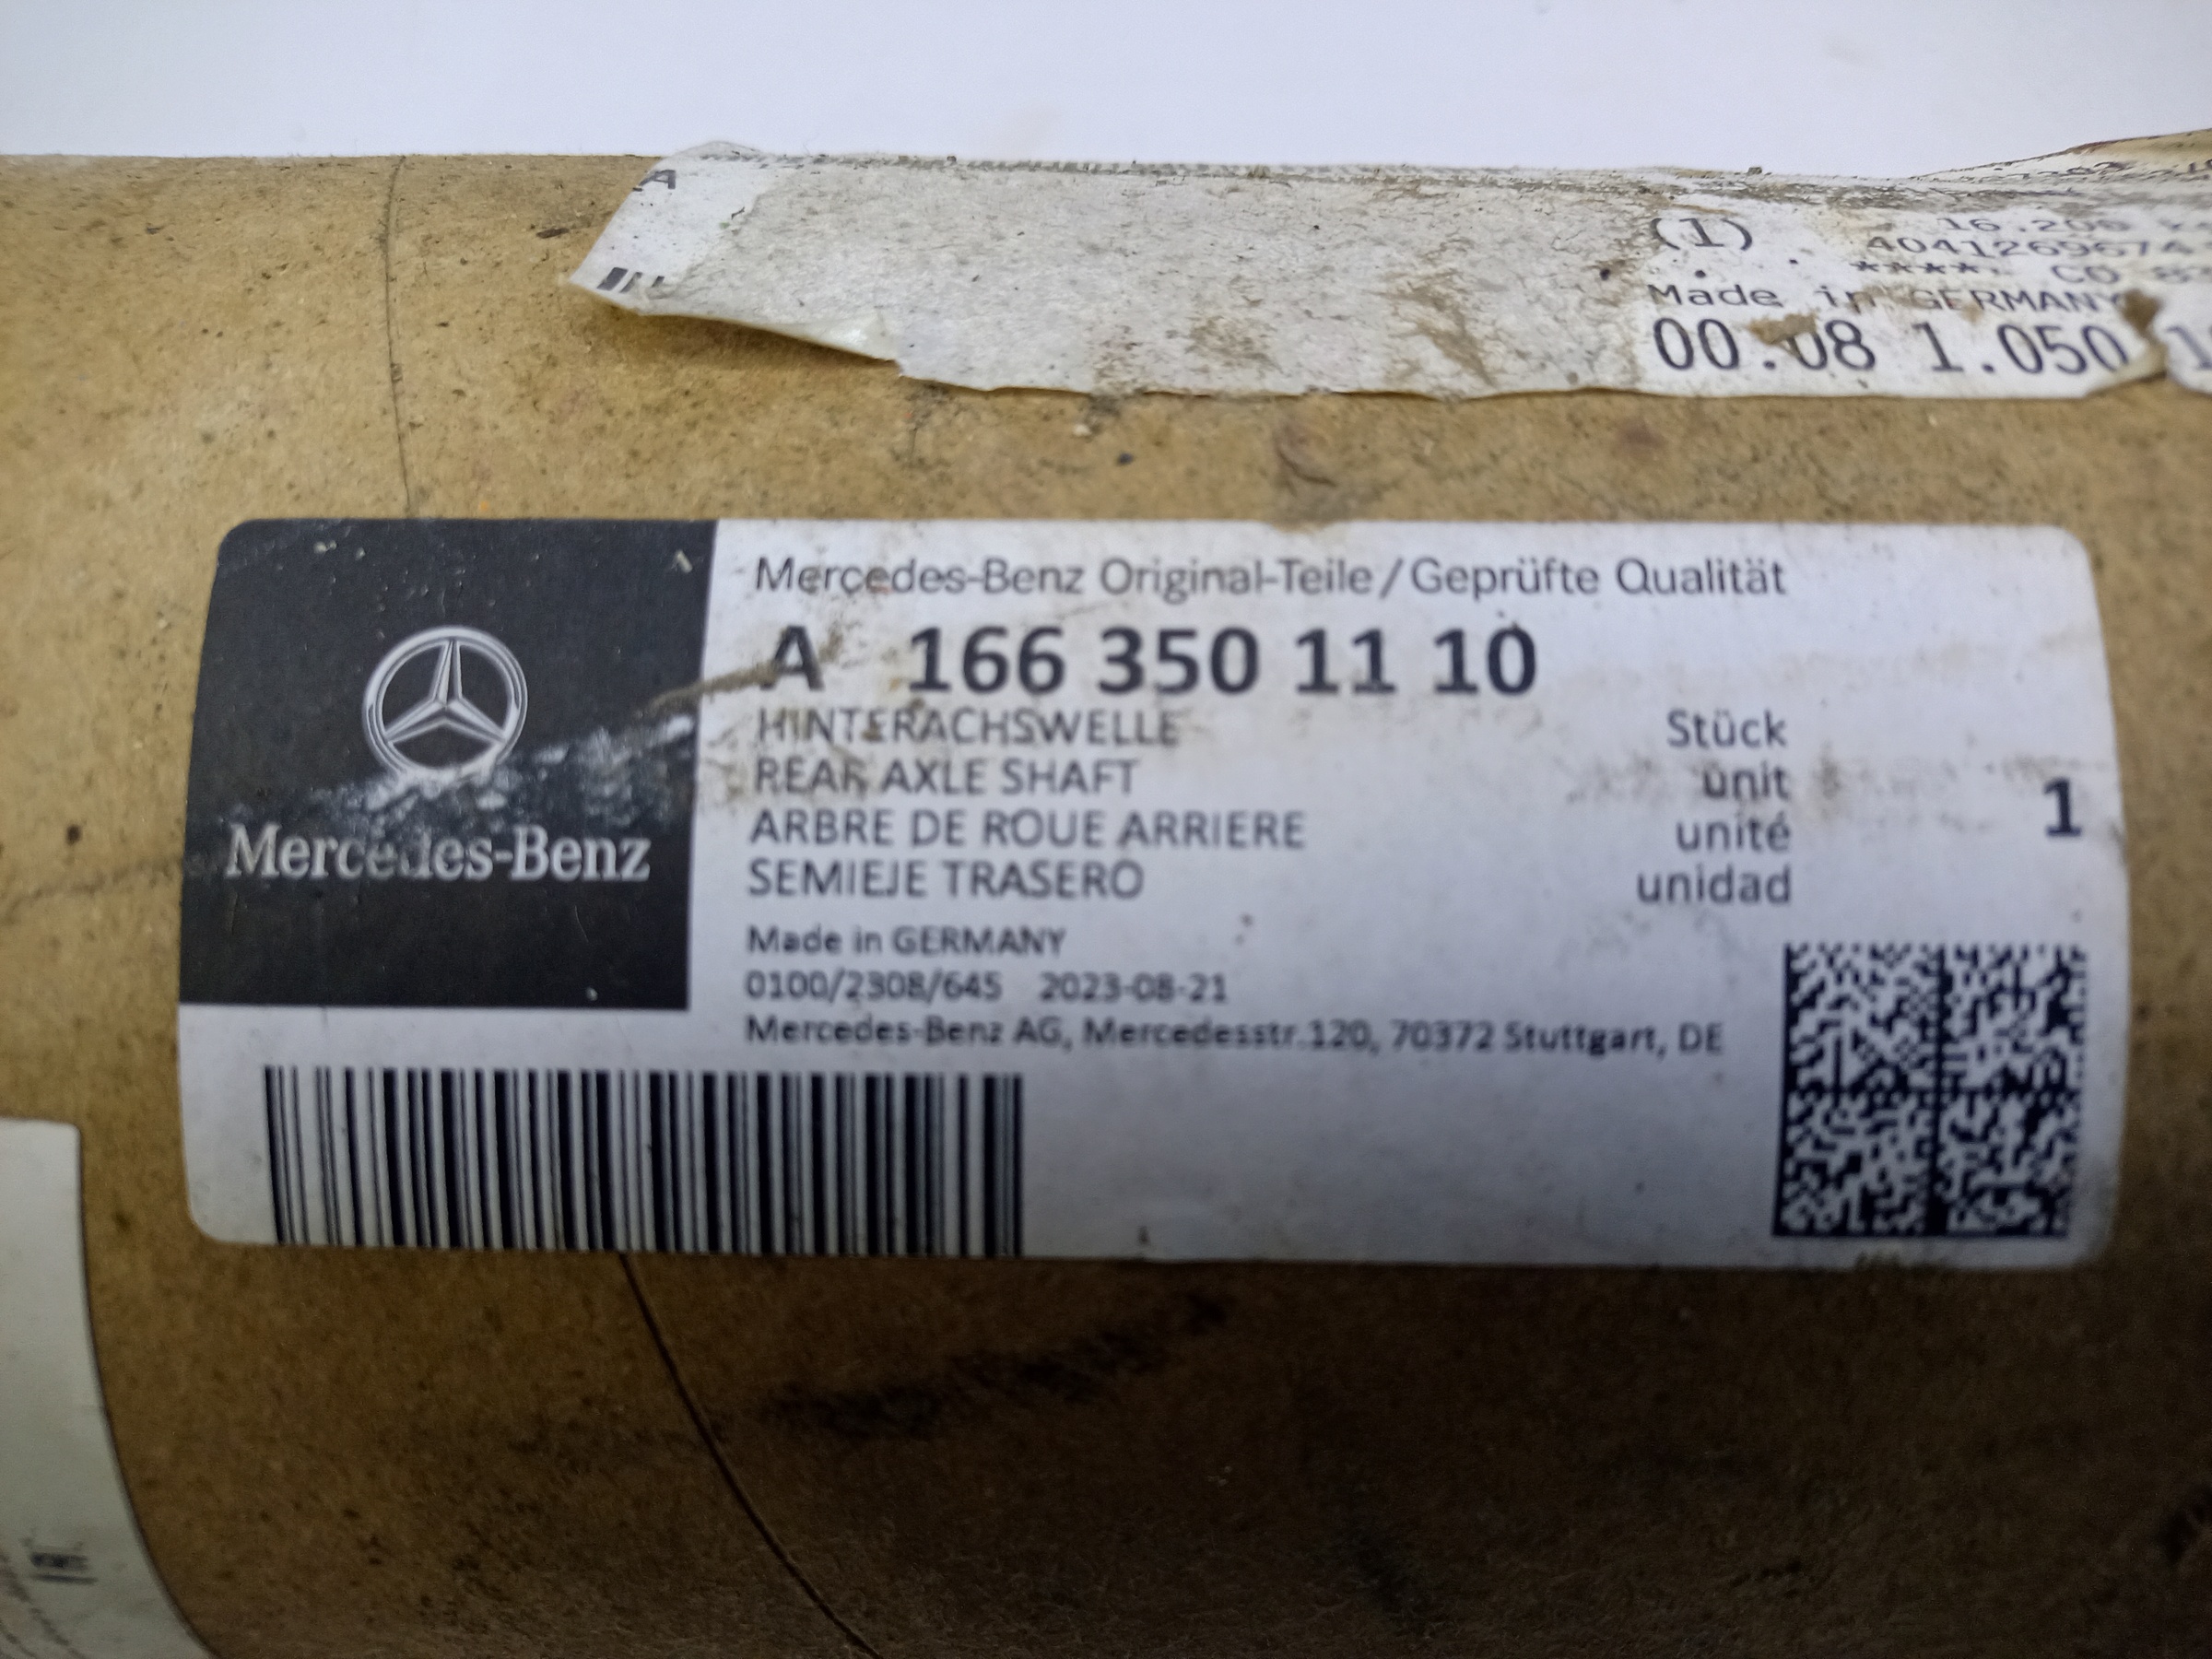 (1)
Made in GERMANY
00.08 1.050
Mercedes-Benz
Mercedes-Benz Original-Teile/Geprüfte Qualität
A 166 350 11 10
HINTERACHSWELLE
REAR AXLE SHAFT
ARBRE DE ROUE ARRIERE
SEMIEJE TRASERO
Stück
unit
unité
unidad
1
Made in GERMANY
0100/2308/645 2023-08-21
Mercedes-Benz AG, Mercedesstr.120, 70372 Stuttgart, DE